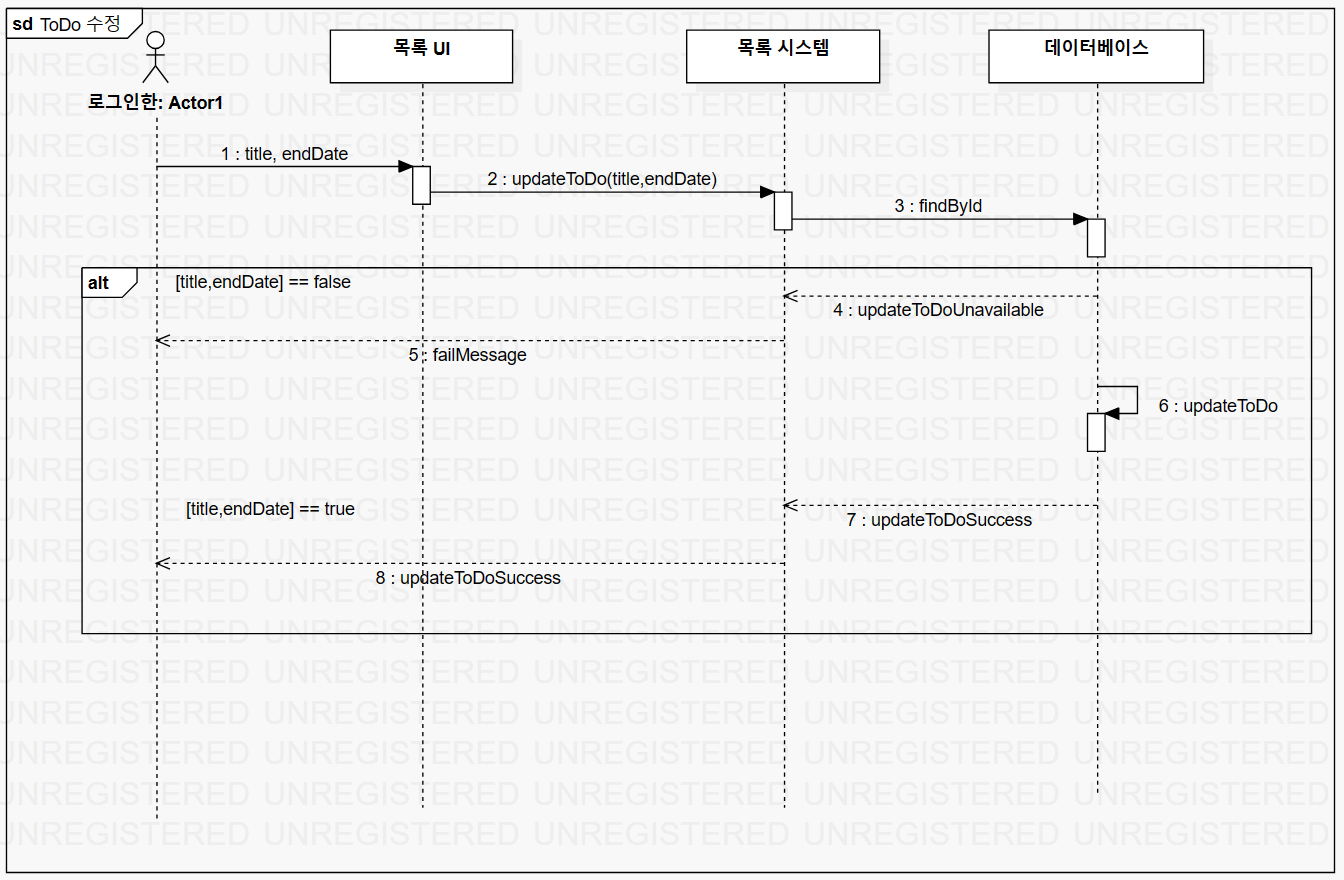 sd ToDo 수정
목록 UI
목록 시스템
데이터베이스
로그인한: Actor1
1 : title, endDate
2 : updateToDo(title,endDate)
3 : findById
alt
[title,endDate] == false
4 : updateToDoUnavailable
5 : failMessage
6 : updateToDo
[title,endDate] == true
7 : updateToDoSuccess
8 : updateToDoSuccess
UNREGISTERED